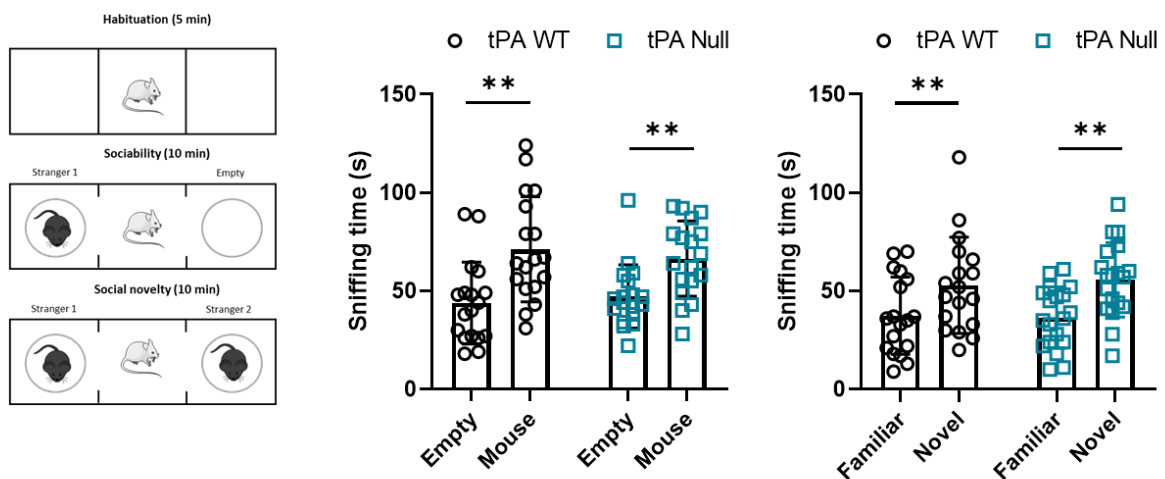 Habituation (5 min)
Sociability (10 min)
Stranger 1 Empty
Social novelty (10 min)
Stranger 1 Stranger 2
tPA WT tPA Null
**
**
Sniffing time (s)
150
100
50
0
Empty
Mouse
Empty
Mouse
tPA WT tPA Null
**
**
Sniffing time (s)
150
100
50
0
Familiar
Novel
Familiar
Novel